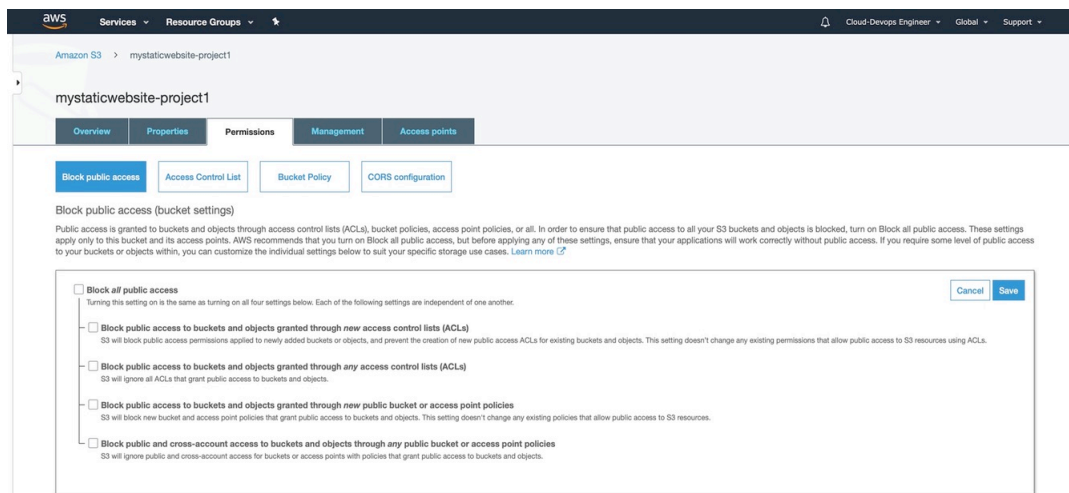 aws Services Resource Groups Cloud-Devops Engineer Global Support
Amazon S3 > mystaticwebsite-project1
mystaticwebsite-project1
Overview Properties Permissions Management Access points
Block public access Access Control List Bucket Policy CORS configuration
Block public access (bucket settings)
Public access is granted to buckets and objects through access control lists (ACLs), bucket policies, access point policies, or all. In order to ensure that public access to all your S3 buckets and objects is blocked, turn on Block all public access. These settings
apply only to this bucket and its access points. AWS recommends that you turn on Block all public access, but before applying any of these settings, ensure that your applications will work correctly without public access. If you require some level of public access
to your buckets or objects within, you can customize the individual settings below to suit your specific storage use cases. Learn more
Block all public access Cancel Save
Turning this setting on is the same as turning on all four settings below. Each of the following settings are independent of one another.
Block public access to buckets and objects granted through new access control lists (ACLs)
S3 will block public access permissions applied to newly added buckets or objects, and prevent the creation of new public access ACLs for existing buckets and objects. This setting doesn't change any existing permissions that allow public access to S3 resources using ACLs.
Block public access to buckets and objects granted through any access control lists (ACLs)
S3 will ignore all ACLs that grant public access to buckets and objects.
Block public access to buckets and objects granted through new public bucket or access point policies
S3 will block new bucket and access point policies that grant public access to buckets and objects. This setting doesn't change any existing policies that allow public access to S3 resources.
Block public and cross-account access to buckets and objects through any public bucket or access point policies
S3 will ignore public and cross-account access for buckets or access points with policies that grant public access to buckets and objects.